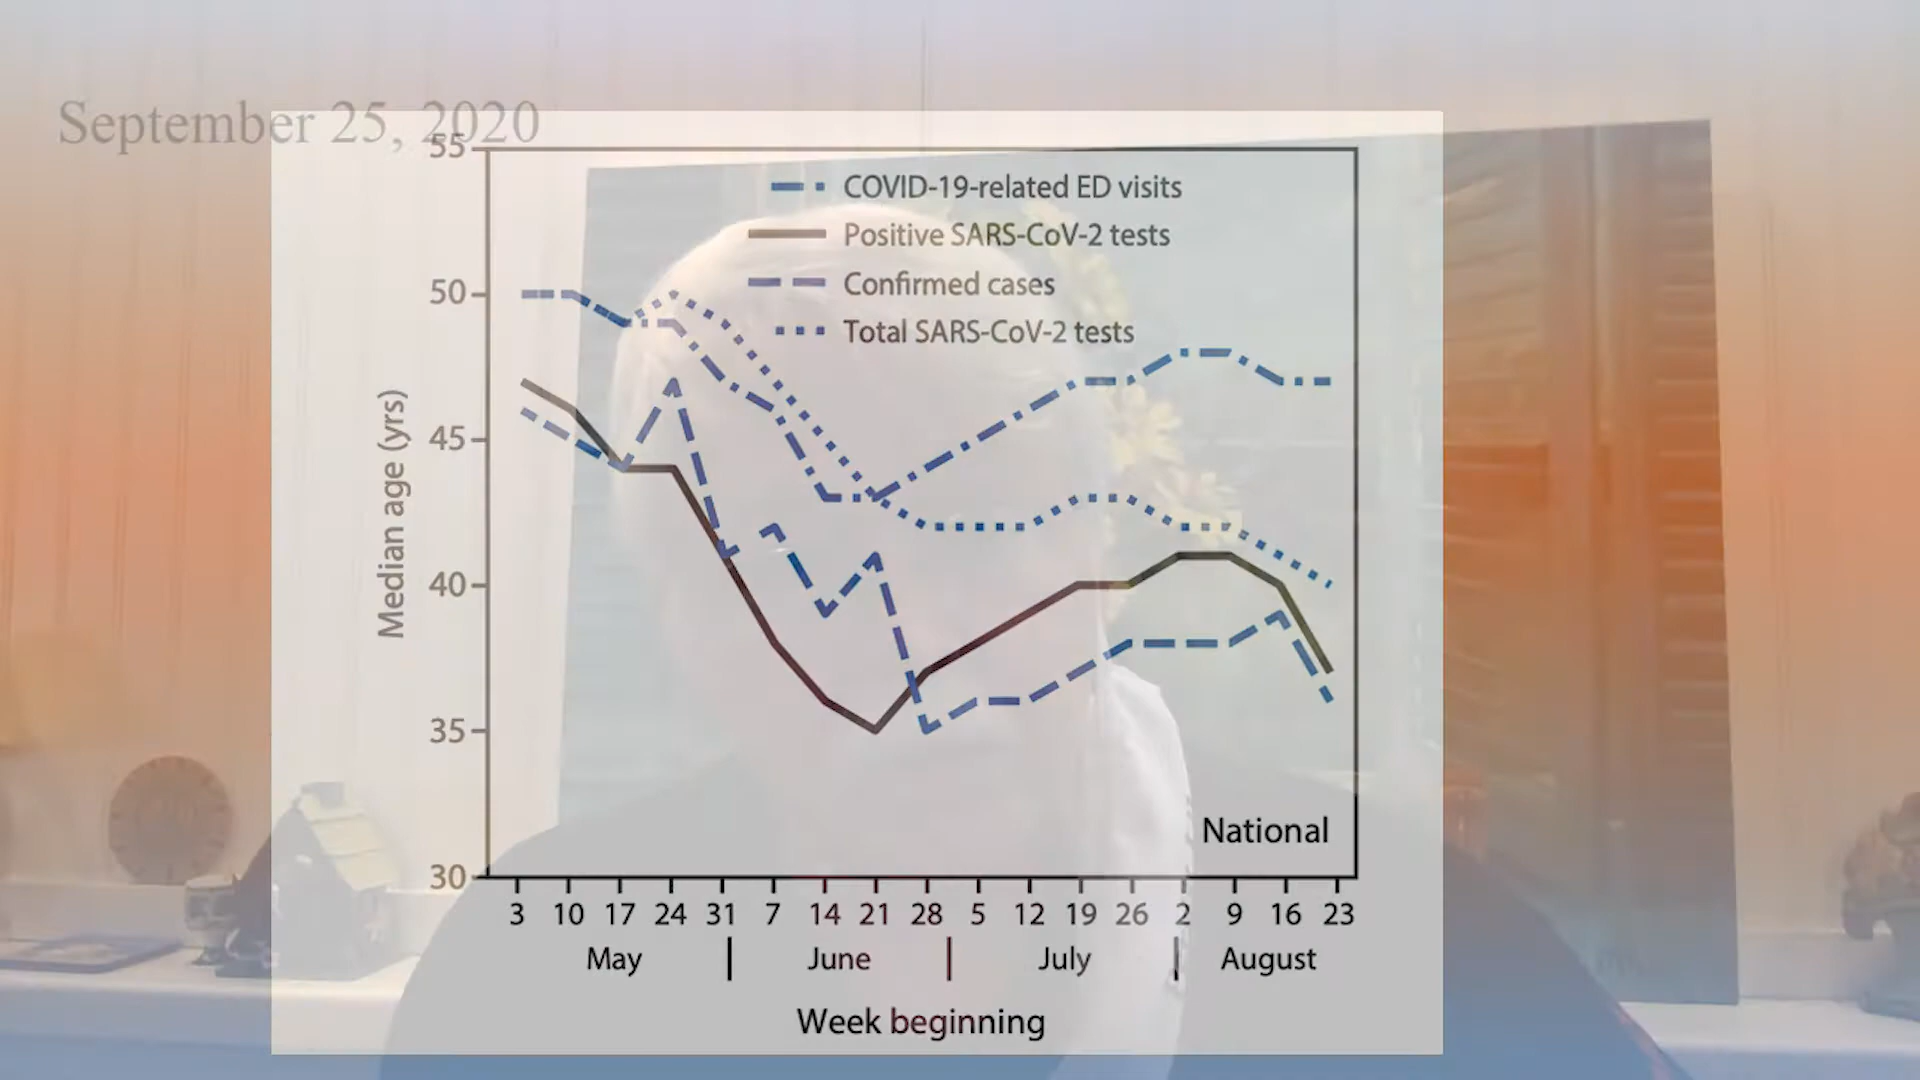 September 25, 2020
55
COVID-19-related ED visits
Positive SARS-CoV-2 tests
Confirmed cases
Total SARS-CoV-2 tests
50
45
40
35
30
Median age (yrs)
National
3 10 17 24 31 7 14 21 28 5 12 19 26 2 9 16 23
May | June | July | August
Week beginning